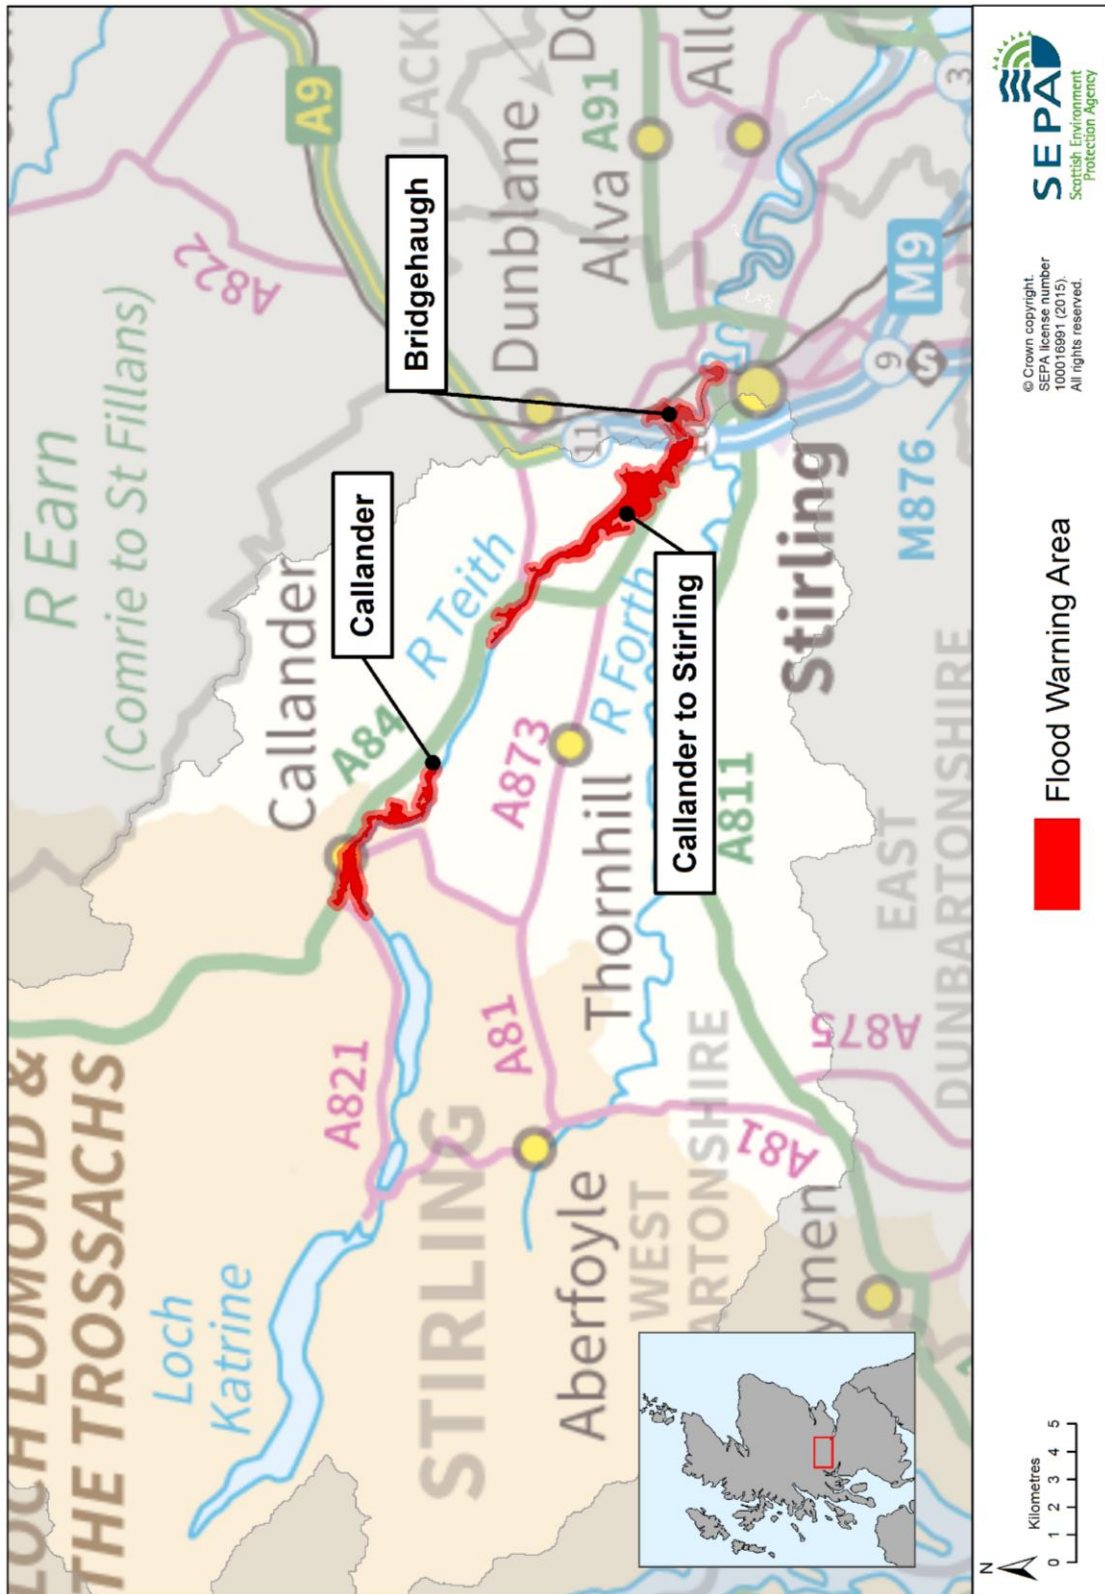 LOCH LOMOND &
THE TROSSACHS
R Earn
(Comrie to St Fillans)
A822
A9
Loch
Katrine
Callander
Callander
Bridgehaugh
A84
A821
R Teith
Dunblane
STIRLING
A81
A873
Alva
A91
11
Aberfoyle
Thornhill
R Forth
Callander to Stirling
WEST
A811
A81
A875
Stirling
EAST
DUNBARTONSHIRE
M876
M9
9
S
3
N
Kilometres
0 1 2 3 4 5
Flood Warning Area
© Crown copyright.
SEPA license number
100016991 (2015).
All rights reserved.
SEPA
Scottish Environment
Protection Agency